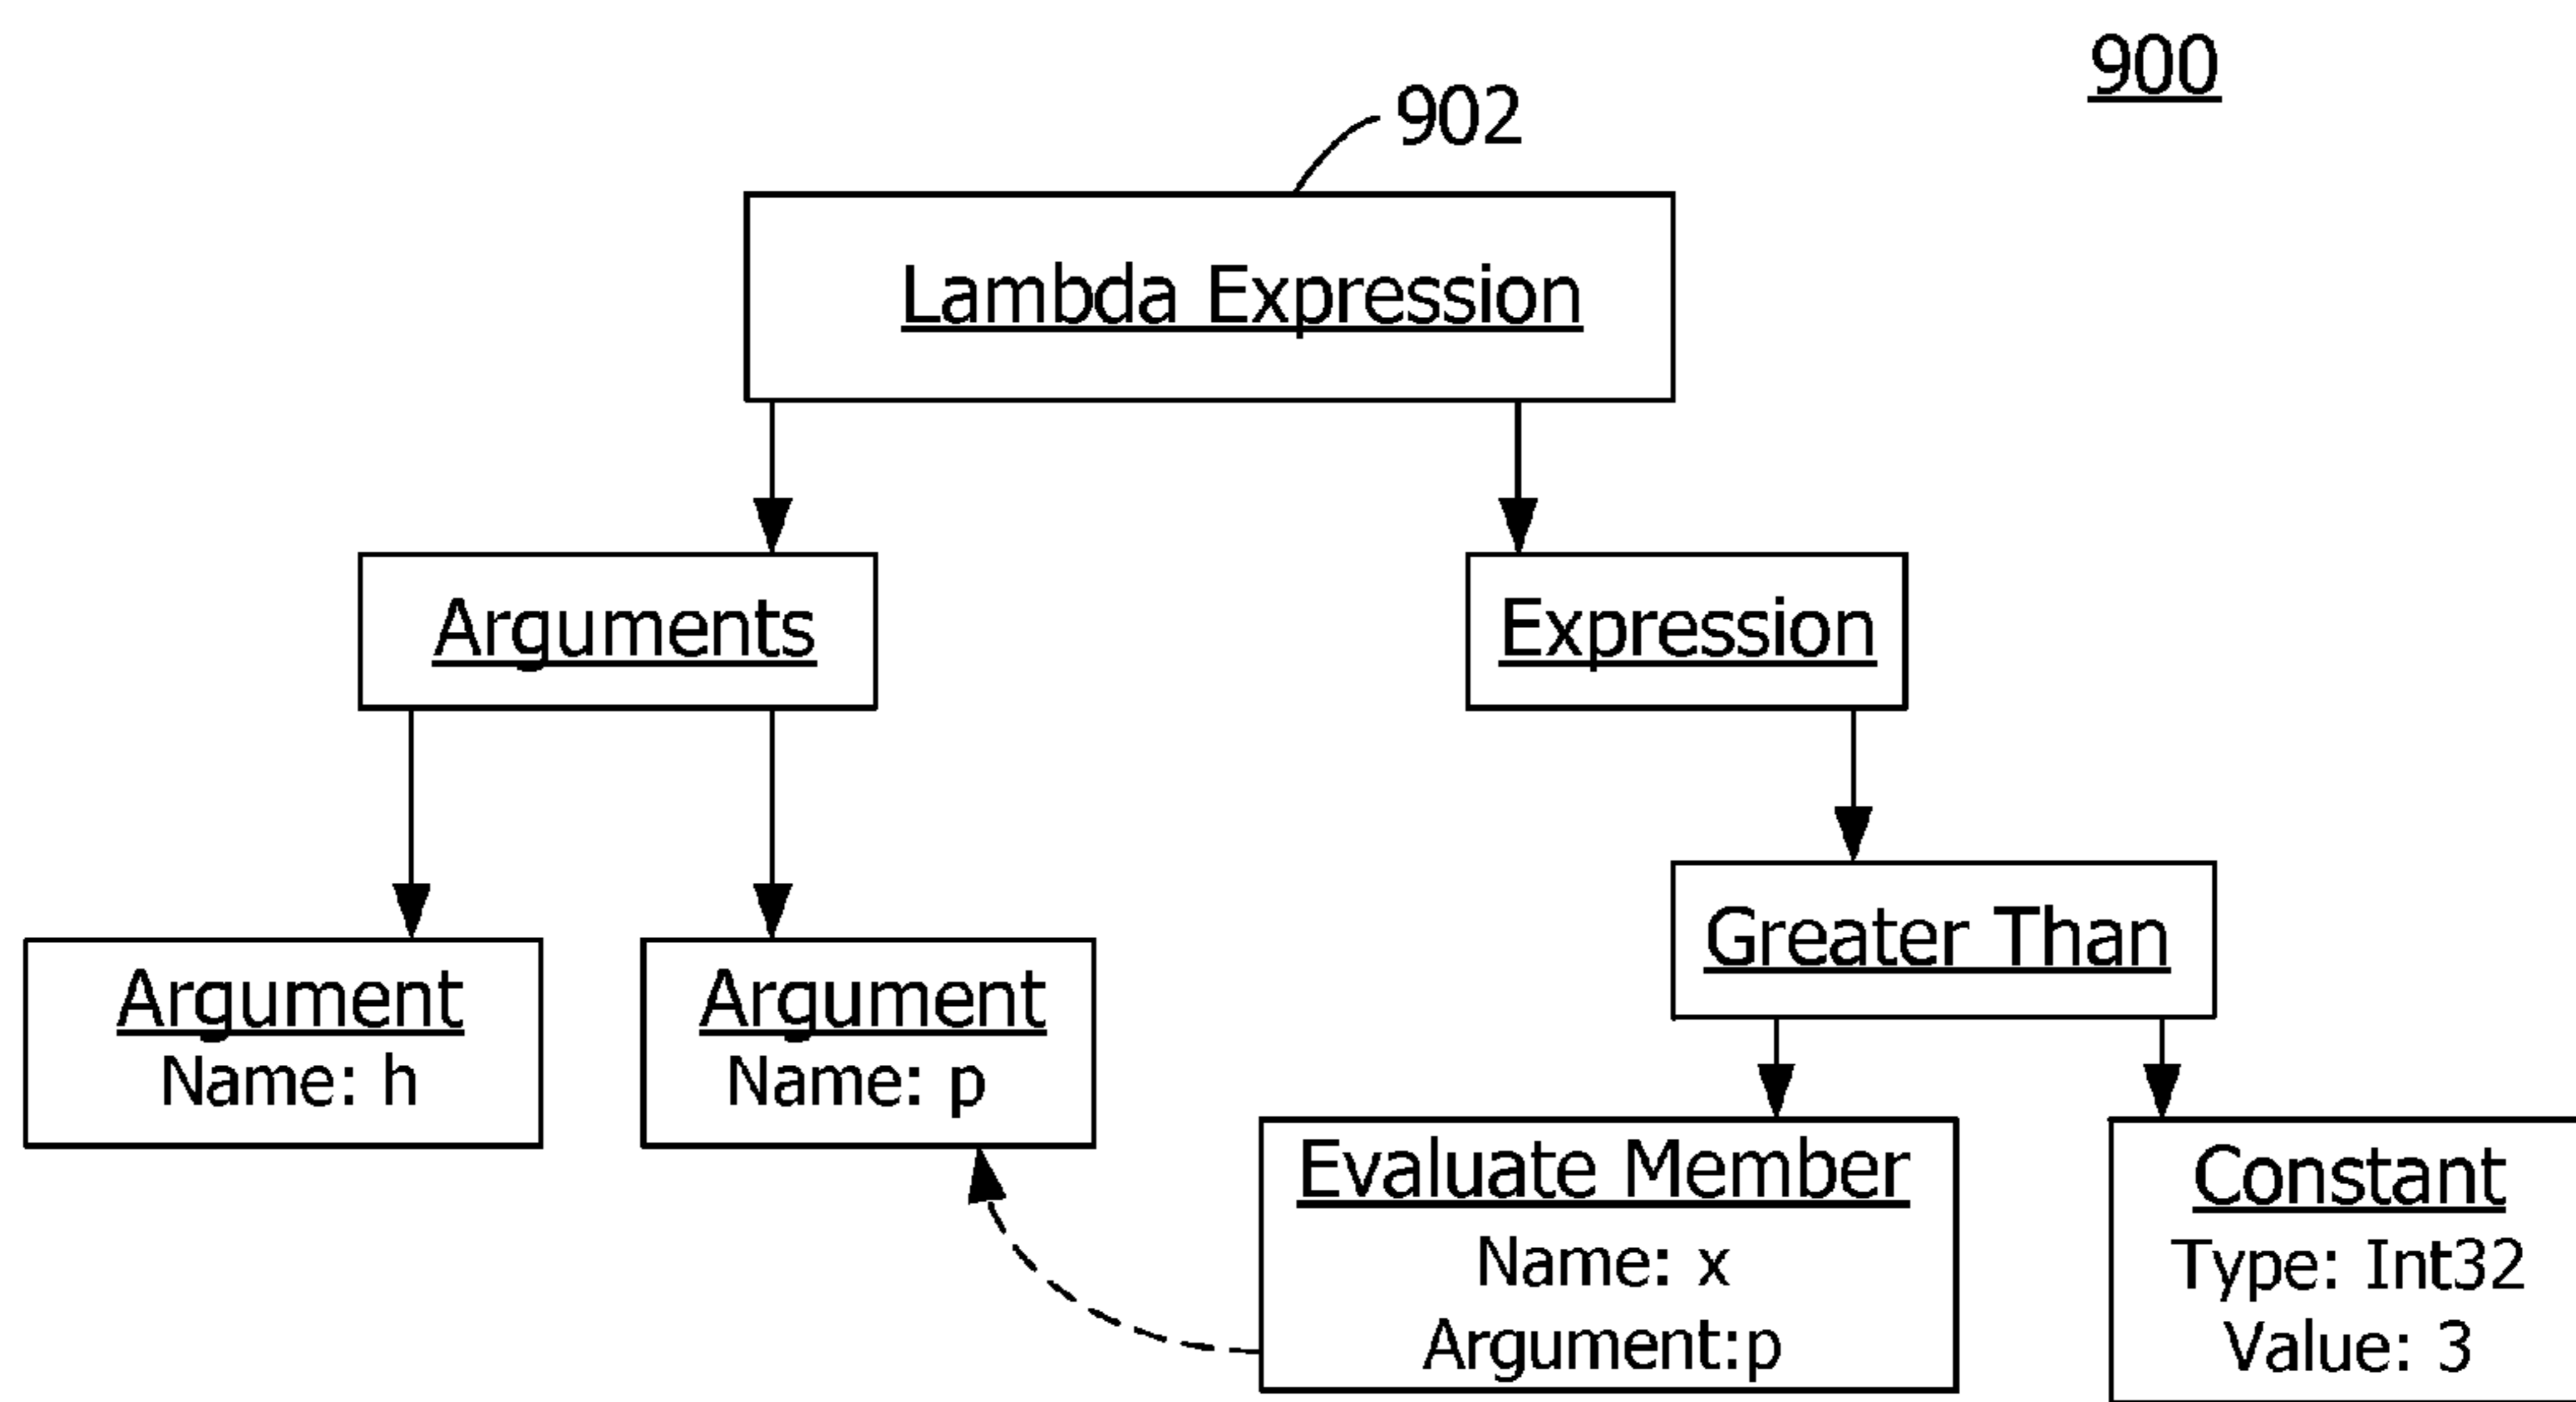 900
902
Lambda Expression
Arguments
Expression
Greater Than
Argument
Name: h
Argument
Name: p
Evaluate Member
Name: x
Argument:p
Constant
Type: Int32
Value: 3